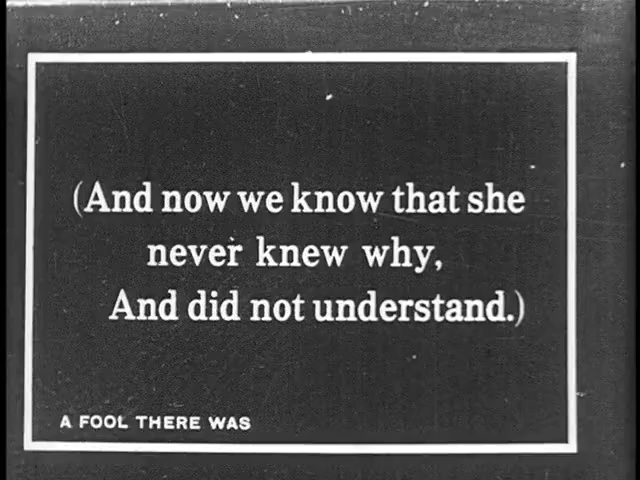 (And now we know that she
never knew why,
And did not understand.)
A FOOL THERE WAS